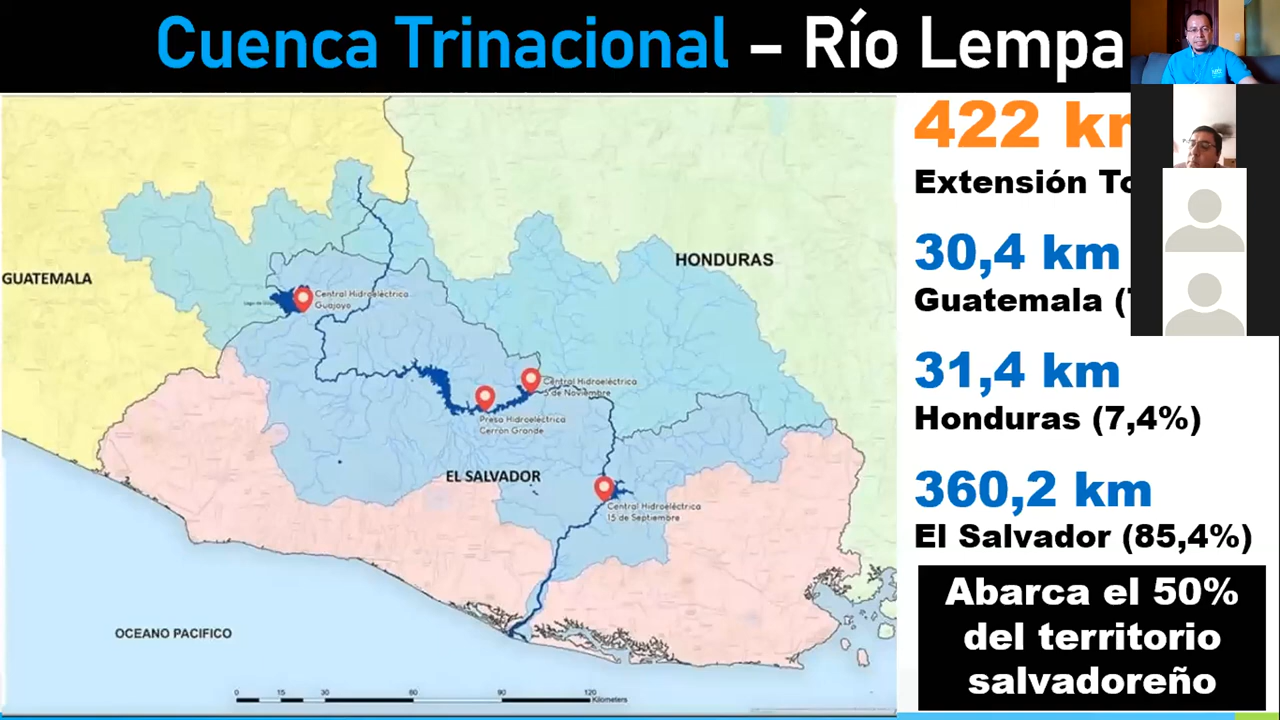 Cuenca Trinacional – Río Lempa
422 k
Extensión To
30,4 km
Guatemala (
31,4 km
Honduras (7,4%)
360,2 km
El Salvador (85,4%)
Abarca el 50%
del territorio
salvadoreño
GUATEMALA
HONDURAS
Central Hidroeléctrica
Guajoyo
Central Hidroeléctrica
5 de Noviembre
Presa Hidroeléctrica
Cerrón Grande
EL SALVADOR
Central Hidroeléctrica
15 de Septiembre
OCEANO PACIFICO
0 15 30 60 90 120
Kilometers